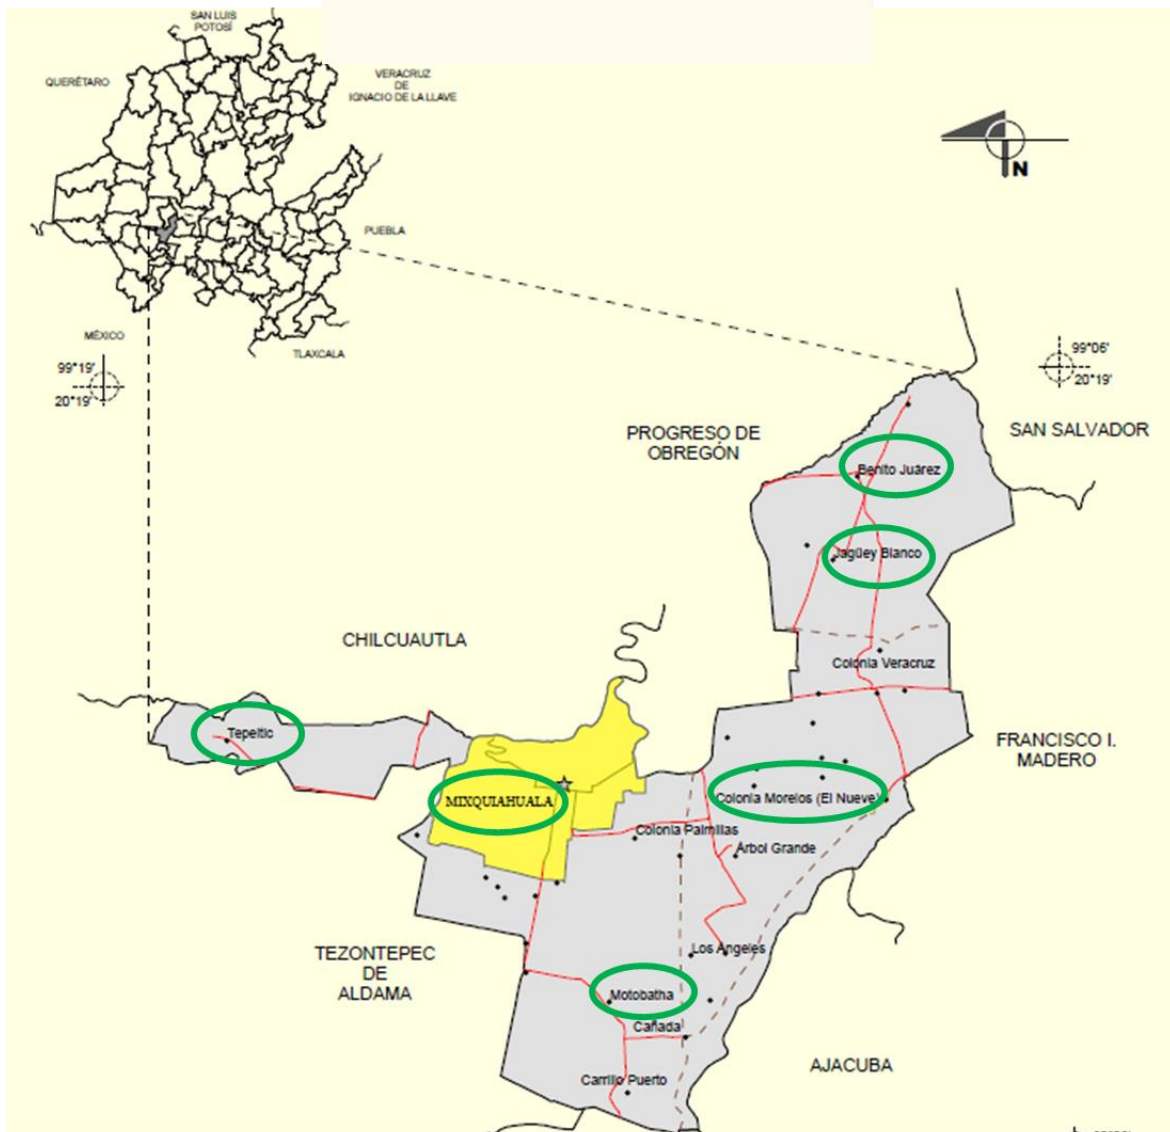 SAN LUIS
POTOSÍ
QUERÉTARO
VERACRUZ
DE
IGNACIO DE LA LLAVE
N
PUEBLA
MÉXICO
TLAXCALA
99°19'
20°19'
99°06'
20°19'
PROGRESO DE
OBREGÓN
SAN SALVADOR
Benito Juárez
Jagüey Blanco
CHILCUAUTLA
Colonia Veracruz
Tepeitic
FRANCISCO I.
MADERO
MIXQUIAHUALA
Colonia Morelos (El Nueve)
Colonia Palmillas
Árbol Grande
TEZONTEPEC
DE
ALDAMA
Los Ángeles
Motobatha
Cañada
AJACUBA
Carrillo Puerto